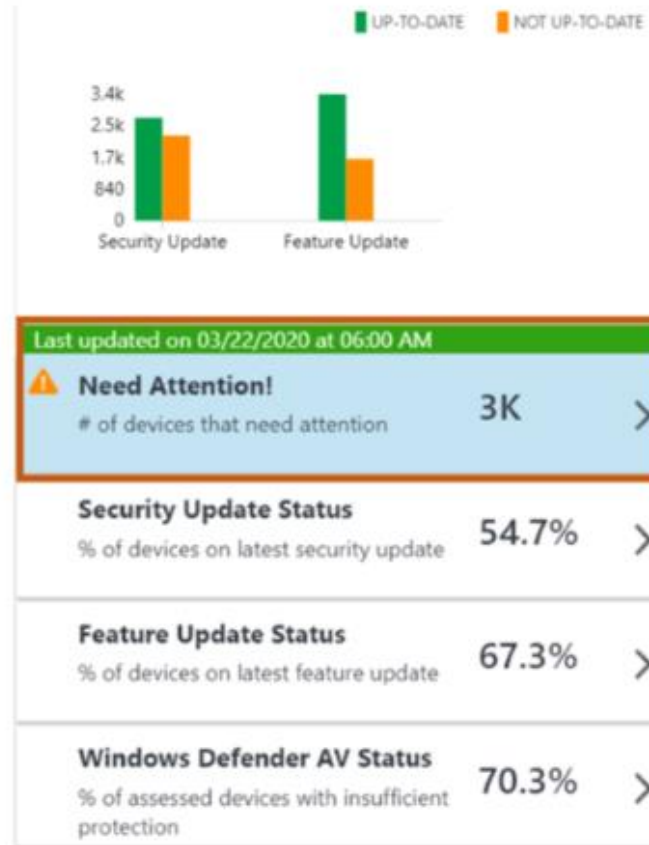 UP-TO-DATE NOT UP-TO-DATE
3.4k
2.5k
1.7k
840
0
Security Update Feature Update
Last updated on 03/22/2020 at 06:00 AM
Need Attention!
# of devices that need attention
3K
Security Update Status
% of devices on latest security update
54.7%
Feature Update Status
% of devices on latest feature update
67.3%
Windows Defender AV Status
% of assessed devices with insufficient
protection
70.3%